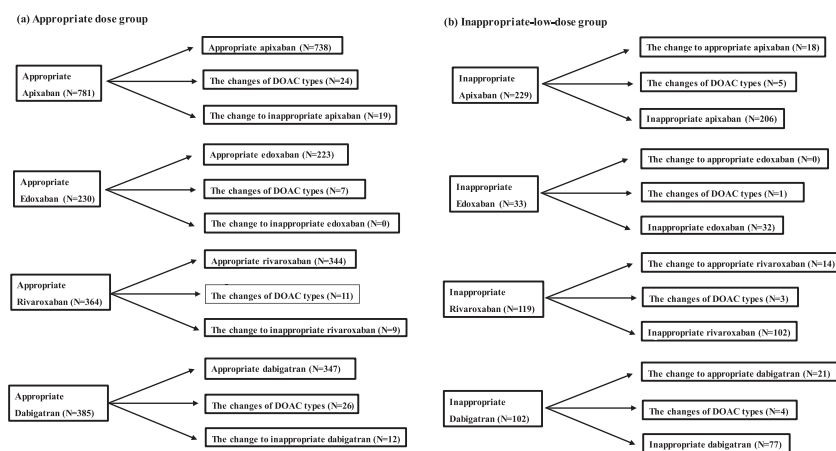 (a) Appropriate dose group
Appropriate
Apixaban (N=781)
Appropriate apixaban (N=738)
The changes of DOAC types (N=24)
The change to inappropriate apixaban (N=19)
Appropriate
Edoxaban (N=230)
Appropriate edoxaban (N=223)
The changes of DOAC types (N=7)
The change to inappropriate edoxaban (N=0)
Appropriate
Rivaroxaban (N=364)
Appropriate rivaroxaban (N=344)
The changes of DOAC types (N=11)
The change to inappropriate rivaroxaban (N=9)
Appropriate
Dabigatran (N=385)
Appropriate dabigatran (N=347)
The changes of DOAC types (N=26)
The change to inappropriate dabigatran (N=12)
(b) Inappropriate-low-dose group
Inappropriate
Apixaban (N=229)
The change to appropriate apixaban (N=18)
The changes of DOAC types (N=5)
Inappropriate apixaban (N=206)
Inappropriate
Edoxaban (N=33)
The change to appropriate edoxaban (N=0)
The changes of DOAC types (N=1)
Inappropriate edoxaban (N=32)
Inappropriate
Rivaroxaban (N=119)
The change to appropriate rivaroxaban (N=14)
The changes of DOAC types (N=3)
Inappropriate rivaroxaban (N=102)
Inappropriate
Dabigatran (N=102)
The change to appropriate dabigatran (N=21)
The changes of DOAC types (N=4)
Inappropriate dabigatran (N=77)